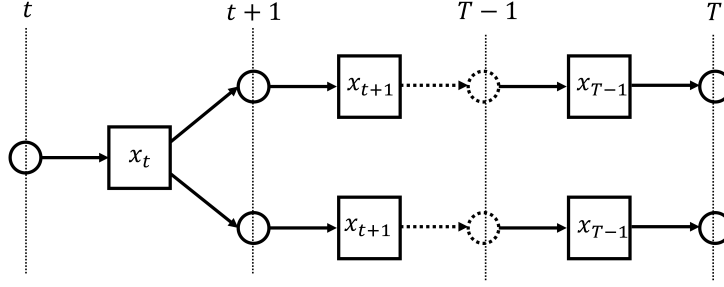 t t + 1 T − 1 T
x_{t+1} x_{T−1}
x_t
x_{t+1} x_{T−1}